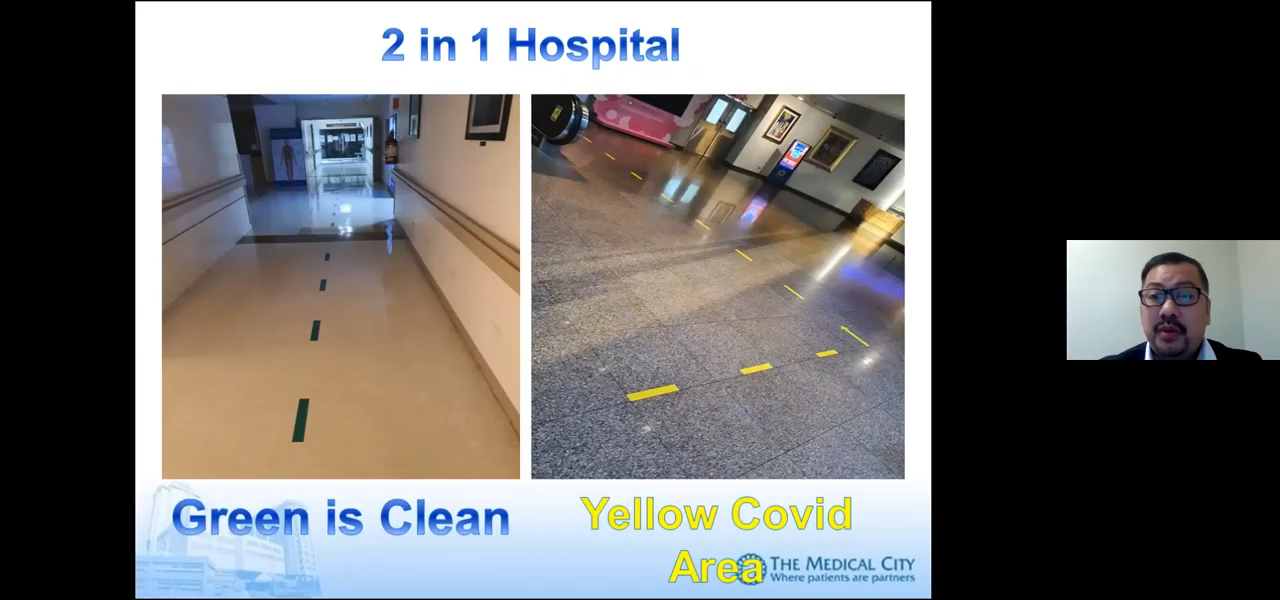 2 in 1 Hospital
Green is Clean
Yellow Covid
Area
THE MEDICAL CITY
Where patients are partners